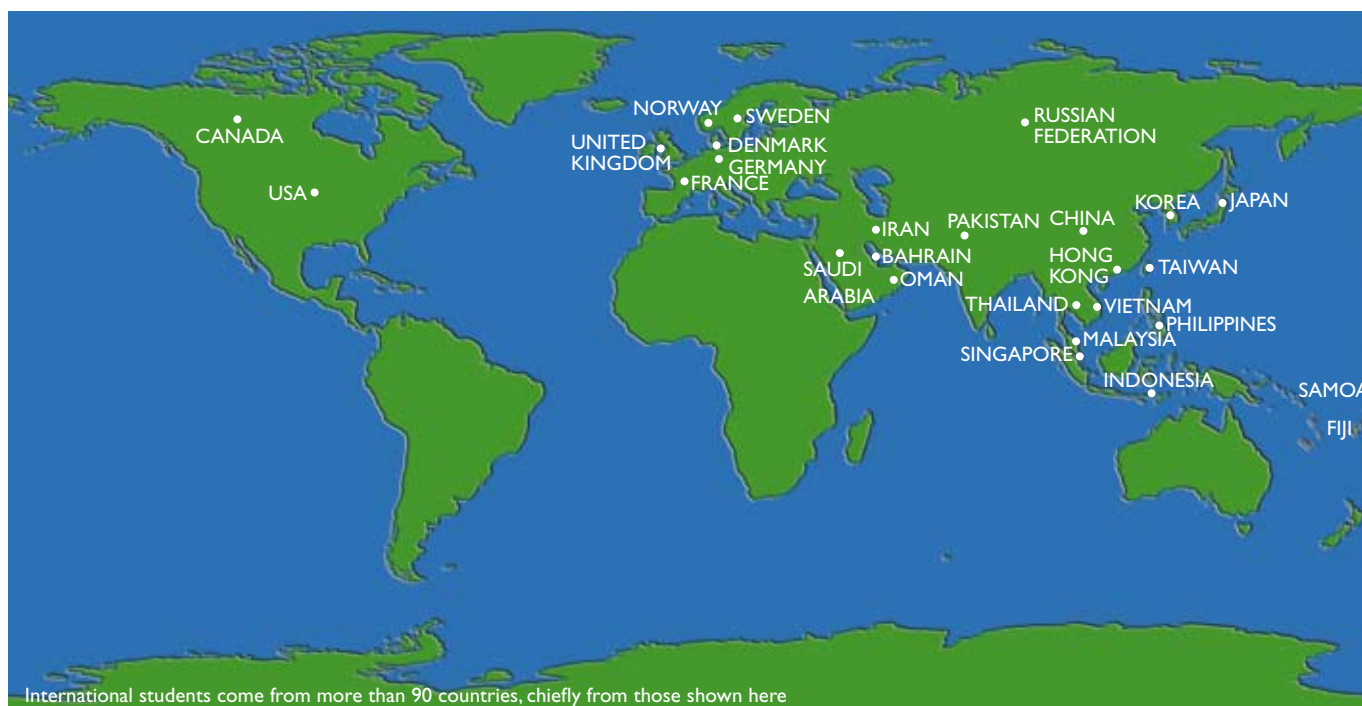 NORWAY
SWEDEN
RUSSIAN
FEDERATION
CANADA
UNITED
KINGDOM
DENMARK
GERMANY
FRANCE
USA
KOREA
JAPAN
IRAN
PAKISTAN
CHINA
BAHRAIN
SAUDI
ARABIA
OMAN
HONG
KONG
TAIWAN
THAILAND
VIETNAM
PHILIPPINES
MALAYSIA
SINGAPORE
INDONESIA
SAMOA
FIJI
International students come from more than 90 countries, chiefly from those shown here